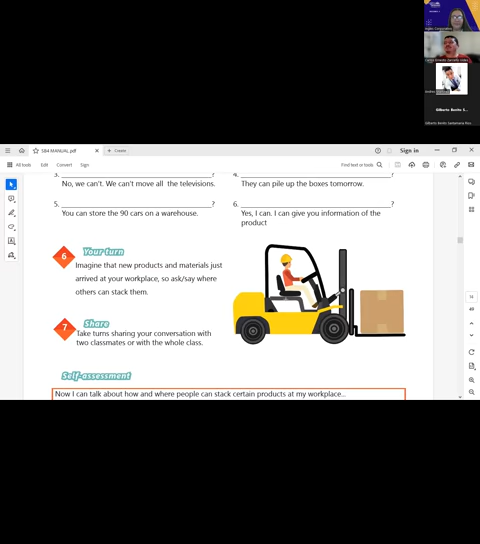 SB4 MANUAL.pdf
Create
Sign in
All tools
Edit
Convert
Sign
Find text or tools
3. ?
No, we can't. We can't move all the televisions.
4. ?
They can pile up the boxes tomorrow.
5. ?
You can store the 90 cars on a warehouse.
6. ?
Yes, I can. I can give you information of the
product
6
Your turn
Imagine that new products and materials just
arrived at your workplace, so ask/say where
others can stack them.
7
Share
Take turns sharing your conversation with
two classmates or with the whole class.
Self-assessment
Now I can talk about how and where people can stack certain products at my workplace...
Gilberto Benito S...